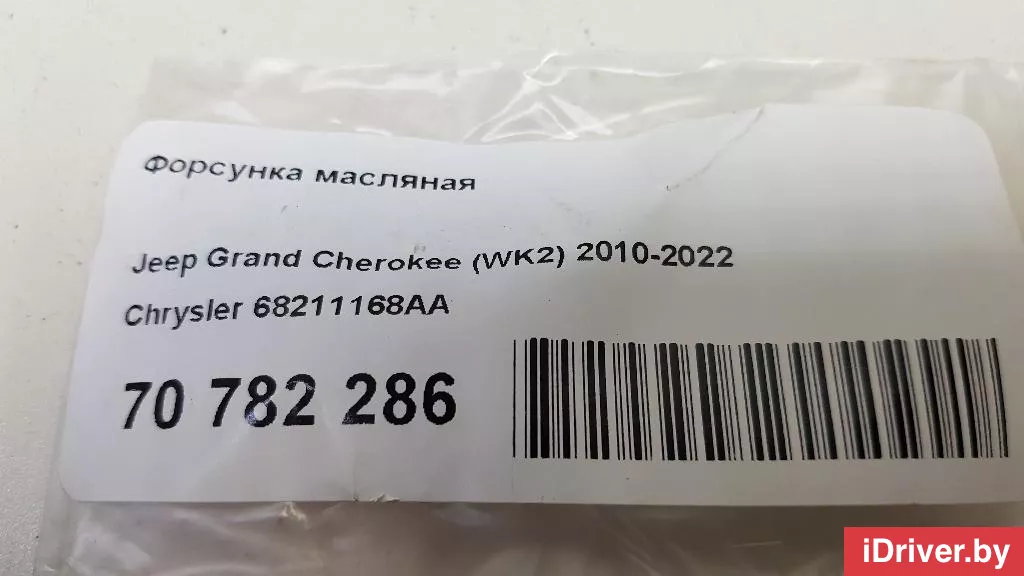 Форсунка масляная
Jeep Grand Cherokee (WK2) 2010-2022
Chrysler 68211168AA
70 782 286
iDriver.by